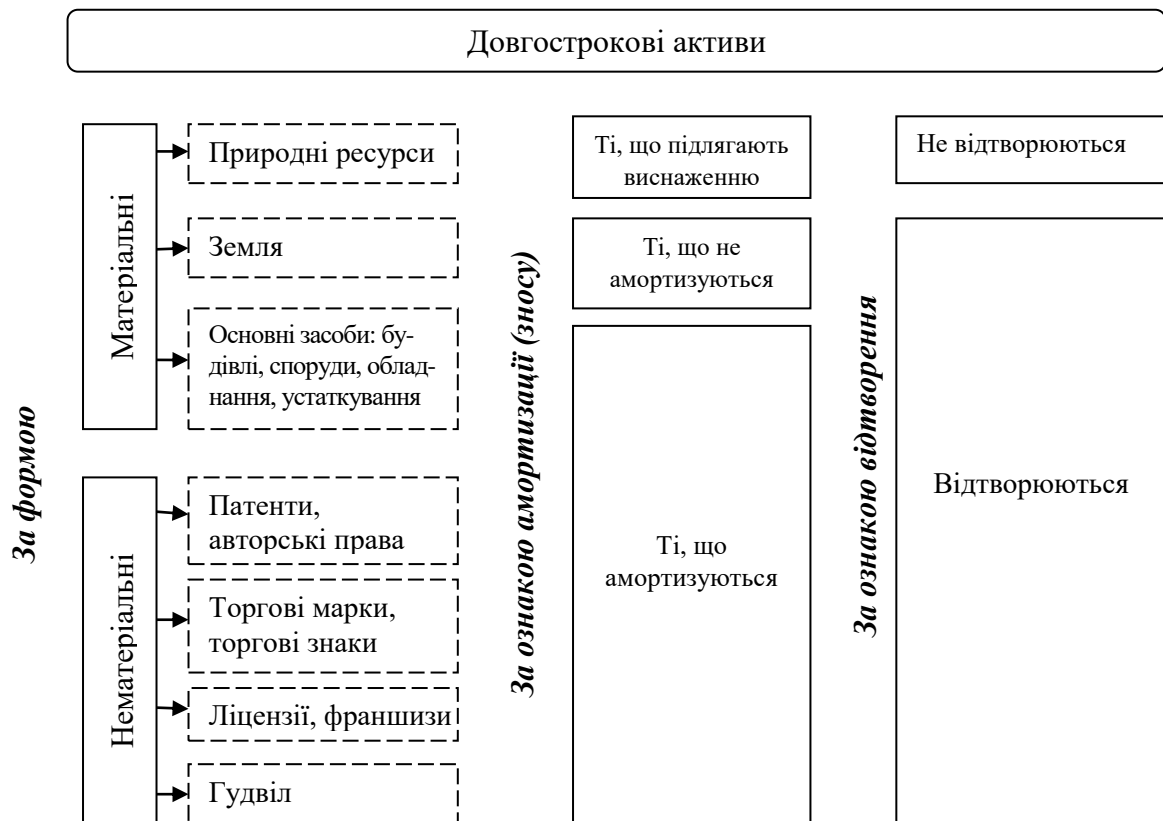 Довгострокові активи
За формою
Матеріальні
Природні ресурси
Земля
Основні засоби: бу-
дівлі, споруди, облад-
нання, устаткування
Нематеріальні
Патенти,
авторські права
Торгові марки,
торгові знаки
Ліцензії, франшизи
Гудвіл
За ознакою амортизації (зносу)
Ті, що підлягають
виснаженню
Ті, що не
амортизуються
Ті, що
амортизуються
За ознакою відтворення
Не відтворюються
Відтворюються